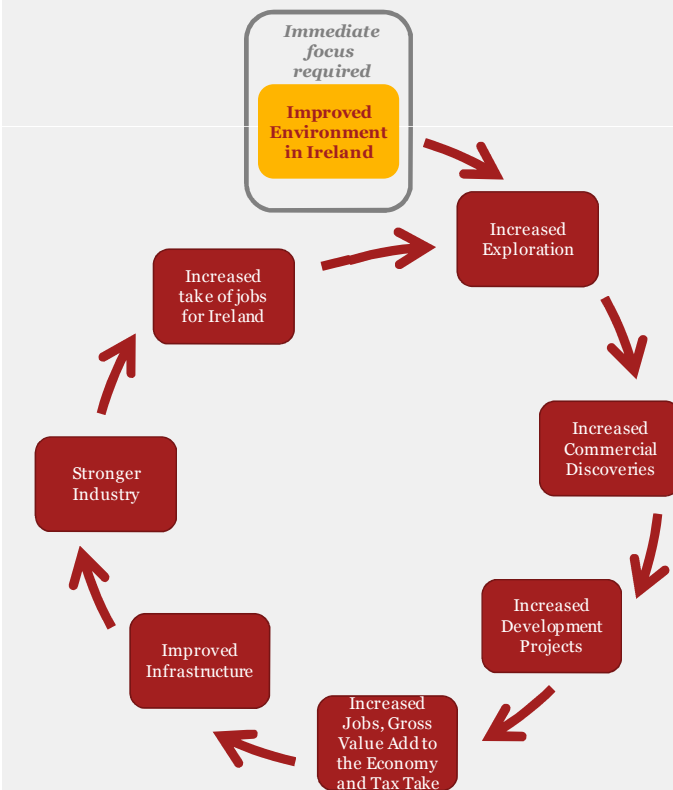 Immediate
focus
required
Improved
Environment
in Ireland
Increased
Exploration
Increased
Commercial
Discoveries
Increased
Development
Projects
Increased
Jobs, Gross
Value Add to
the Economy
and Tax Take
Improved
Infrastructure
Stronger
Industry
Increased
take of jobs
for Ireland